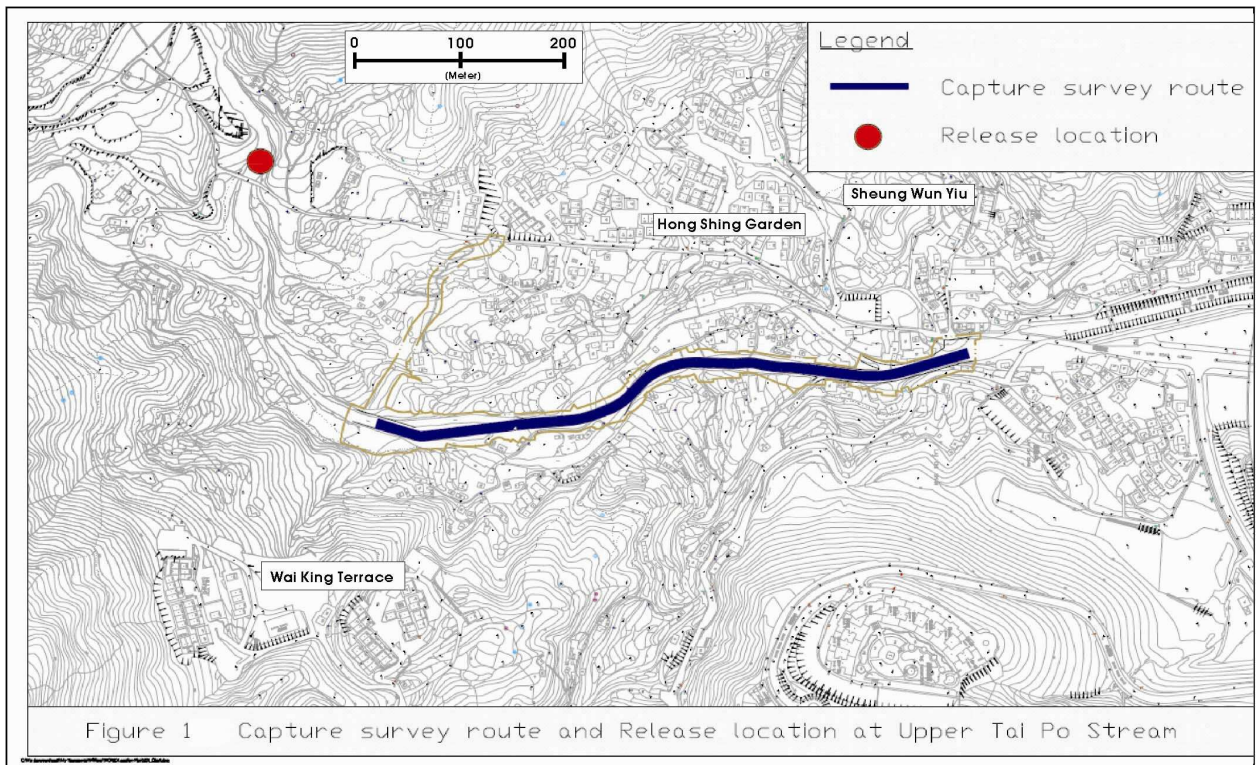 0 100 200
(Meter)
Legend
Capture survey route
Release location
Sheung Wun Yiu
Hong Shing Garden
Wai King Terrace
Figure 1 Capture survey route and Release location at Upper Tai Po Stream